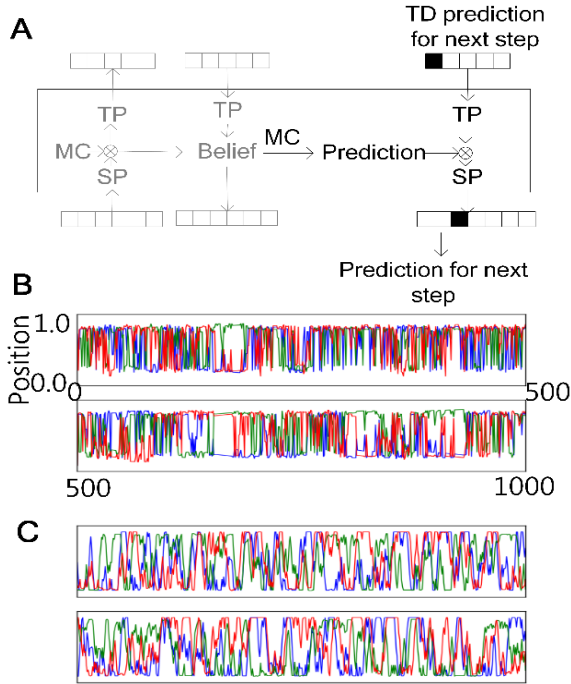 A
TD prediction
for next step
TP
TP
TP
MC
Belief
MC
Prediction
SP
SP
Prediction for next
step
B
Position
1.0
0.0
0
500
500
1000
C